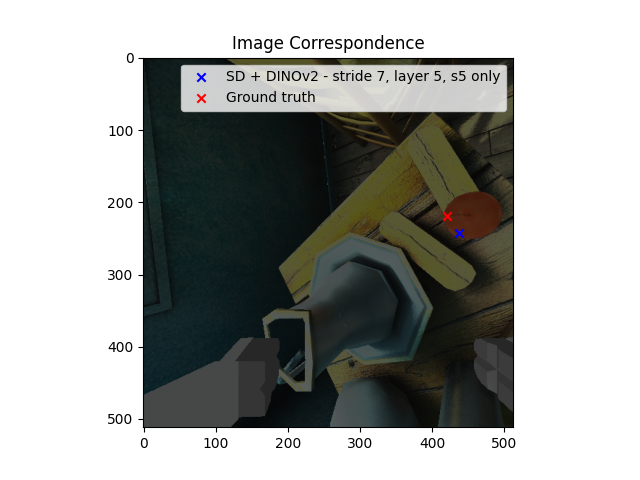 Image Correspondence
SD + DINOv2 - stride 7, layer 5, s5 only
Ground truth
0
100
200
300
400
500
0 100 200 300 400 500